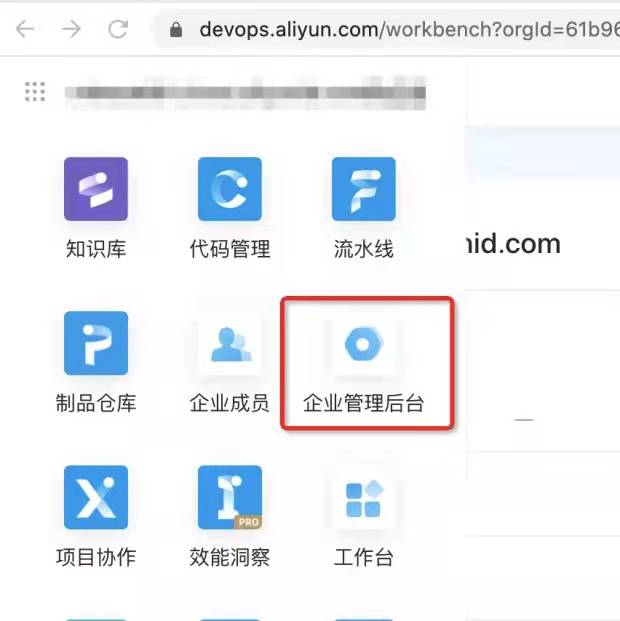 devops.aliyun.com/workbench?orgId=61b96
知识库 代码管理 流水线
nid.com
制品仓库 企业成员 企业管理后台
项目协作 效能洞察 工作台
PRO